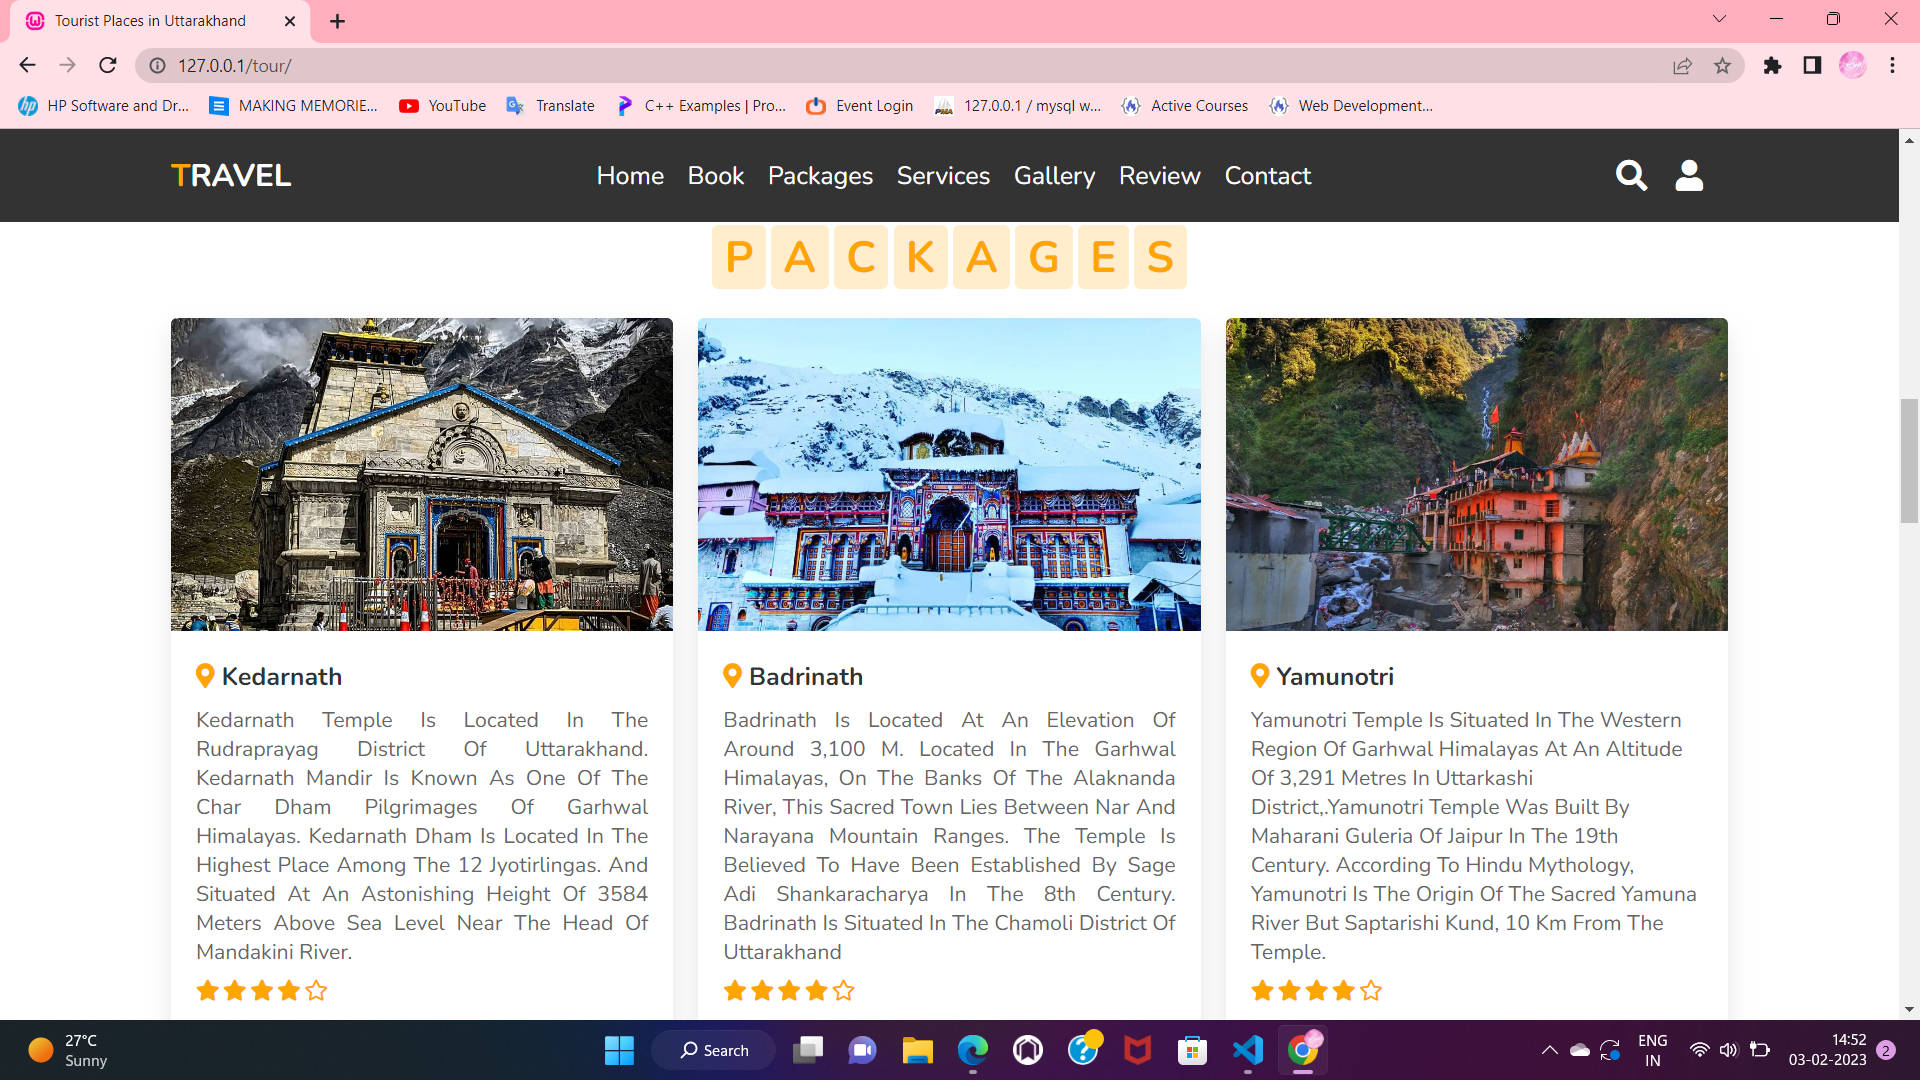 Tourist Places in Uttarakhand
127.0.0.1/tour/
HP Software and Dr...
MAKING MEMORIE...
YouTube
Translate
C++ Examples | Pro...
Event Login
127.0.0.1 / mysql w...
Active Courses
Web Development...
TRAVEL
Home Book Packages Services Gallery Review Contact
PACKAGES
Kedarnath
Kedarnath Temple Is Located In The
Rudraprayag District Of Uttarakhand.
Kedarnath Mandir Is Known As One Of The
Char Dham Pilgrimages Of Garhwal
Himalayas. Kedarnath Dham Is Located In The
Highest Place Among The 12 Jyotirlingas. And
Situated At An Astonishing Height Of 3584
Meters Above Sea Level Near The Head Of
Mandakini River.
Badrinath
Badrinath Is Located At An Elevation Of
Around 3,100 M. Located In The Garhwal
Himalayas, On The Banks Of The Alaknanda
River, This Sacred Town Lies Between Nar And
Narayana Mountain Ranges. The Temple Is
Believed To Have Been Established By Sage
Adi Shankaracharya In The 8th Century.
Badrinath Is Situated In The Chamoli District Of
Uttarakhand
Yamunotri
Yamunotri Temple Is Situated In The Western
Region Of Garhwal Himalayas At An Altitude
Of 3,291 Metres In Uttarkashi
District,.Yamunotri Temple Was Built By
Maharani Guleria Of Jaipur In The 19th
Century. According To Hindu Mythology,
Yamunotri Is The Origin Of The Sacred Yamuna
River But Saptarishi Kund, 10 Km From The
Temple.
27°C
Sunny
Search
ENG
IN
14:52
03-02-2023
2